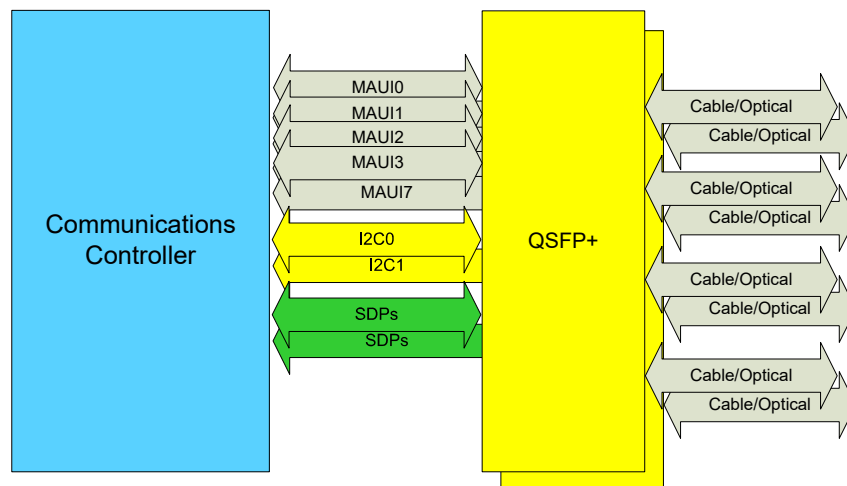 Communications
Controller
MAUI0
MAUI1
MAUI2
MAUI3
MAUI7
I2C0
I2C1
SDPs
SDPs
QSFP+
Cable/Optical
Cable/Optical
Cable/Optical
Cable/Optical
Cable/Optical
Cable/Optical
Cable/Optical
Cable/Optical